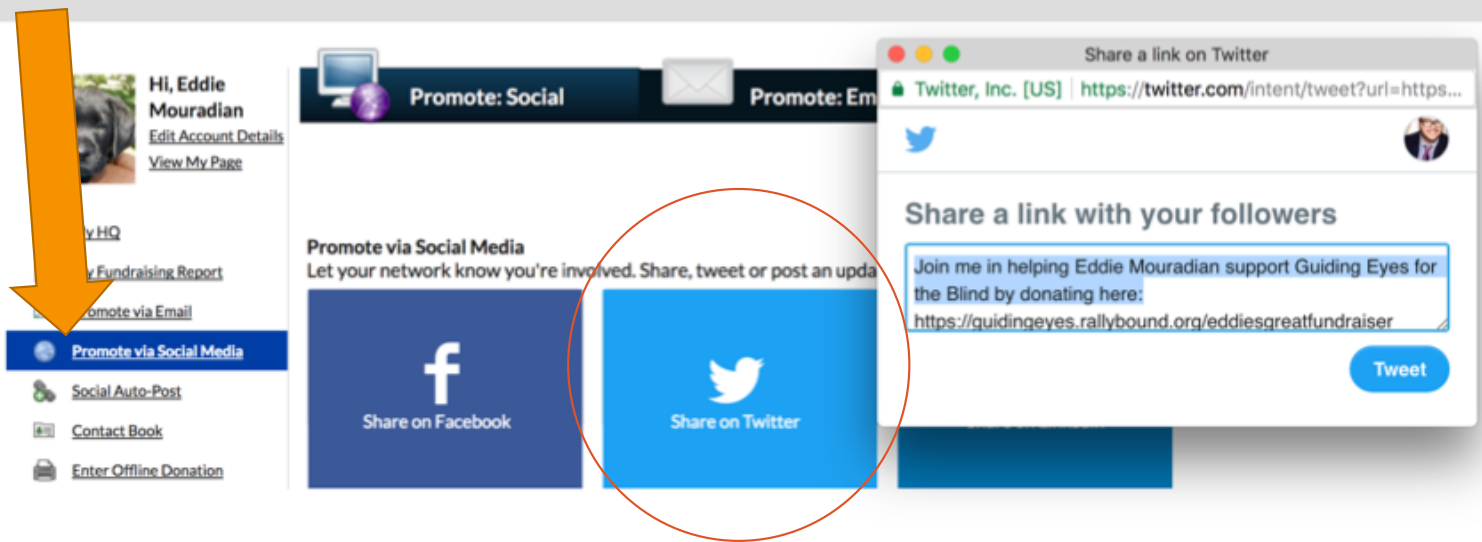 Hi, Eddie
Mouradian
Edit Account Details
View My Page
HQ
Fundraising Report
Promote via Email
Promote via Social Media
Social Auto-Post
Contact Book
Enter Offline Donation
Promote: Social
Promote: Em
Promote via Social Media
Let your network know you're involved. Share, tweet or post an upda
Share on Facebook
Share on Twitter
Share a link on Twitter
Twitter, Inc. [US] https://twitter.com/intent/tweet?url=https...
Share a link with your followers
Join me in helping Eddie Mouradian support Guiding Eyes for
the Blind by donating here:
https://guidingeyes.rallybound.org/eddiesgreatfundraiser
Tweet